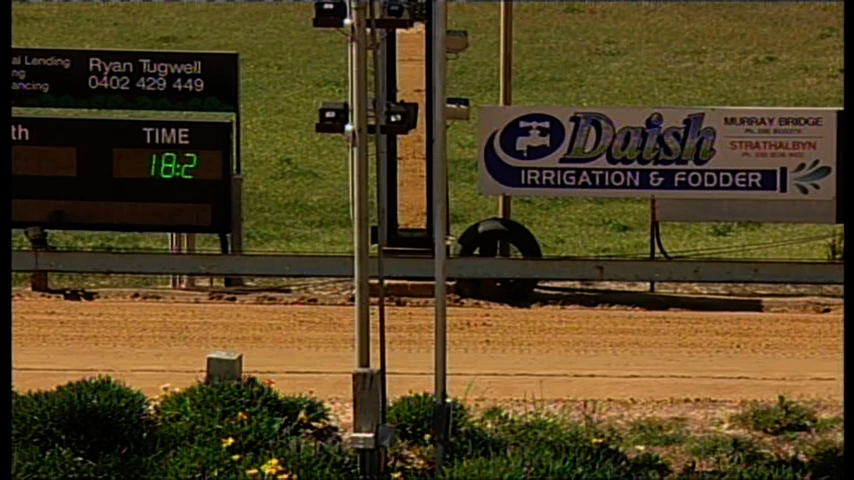 al Lending
ng
ancing
Ryan Tugwell
0402 429 449
th
TIME
18:2
Daish
IRRIGATION & FODDER
MURRAY BRIDGE
STRATHALBYN